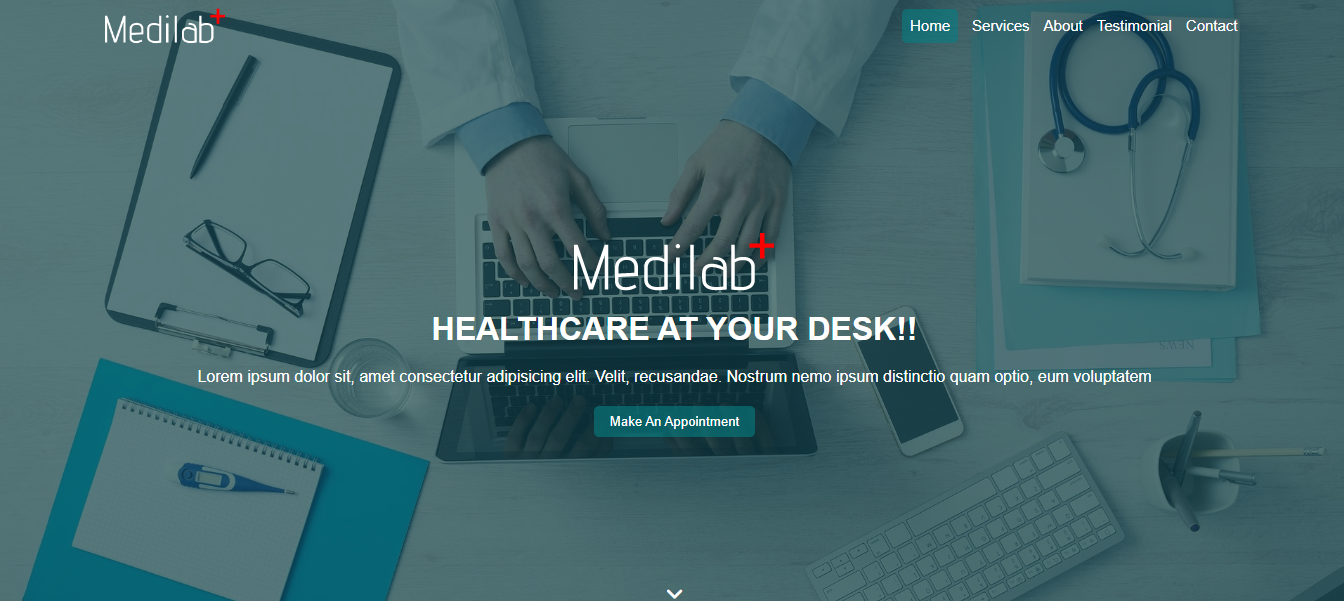 Medilab+
Home Services About Testimonial Contact
Medilab+
HEALTHCARE AT YOUR DESK!!
Lorem ipsum dolor sit, amet consectetur adipisicing elit. Velit, recusandae. Nostrum nemo ipsum distinctio quam optio, eum voluptatem
Make An Appointment
NEWS